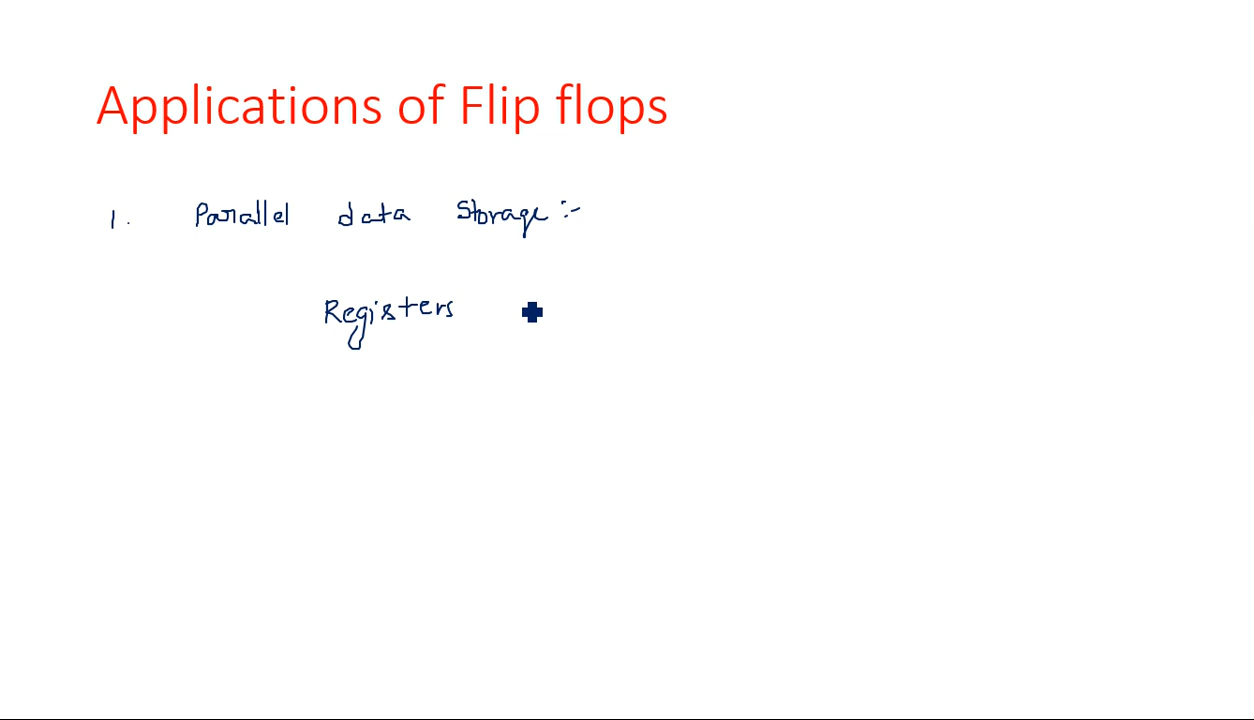 Applications of Flip flops
1. Parallel data Storage :-
Registers